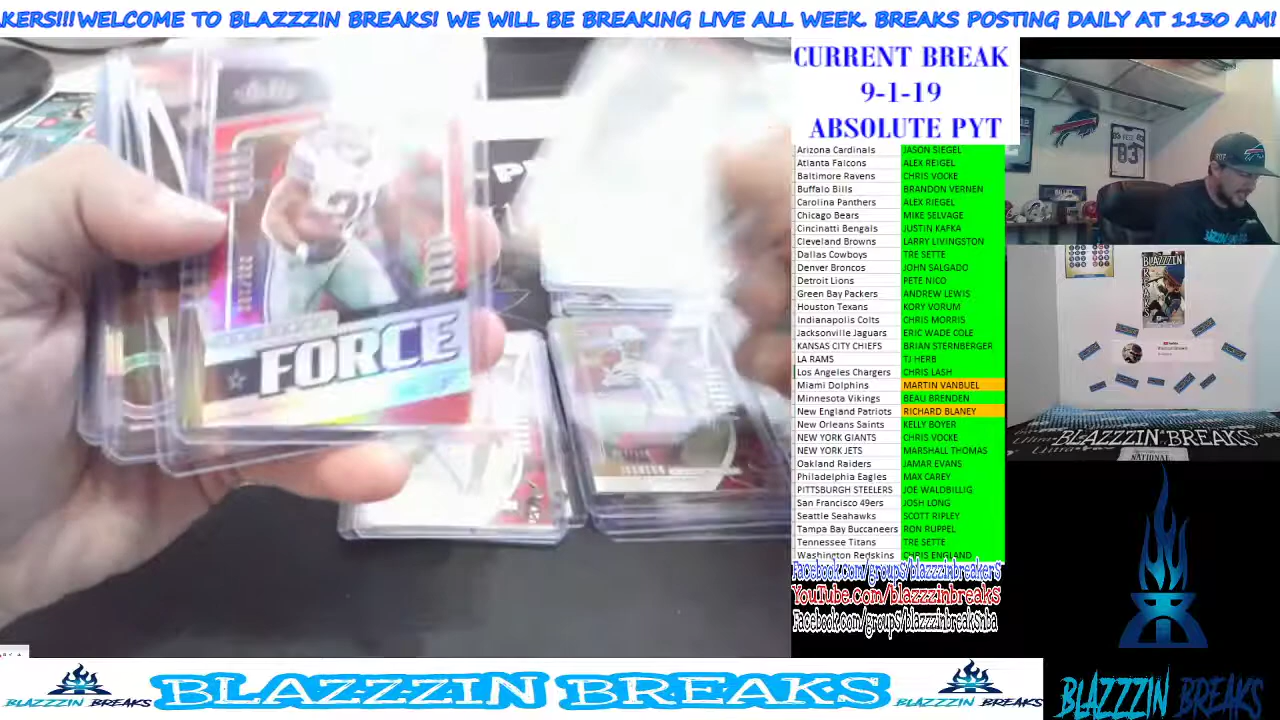 KERS!!!WELCOME TO BLAZZZIN BREAKS! WE WILL BE BREAKING LIVE ALL WEEK. BREAKS POSTING DAILY AT 1130 AM!
CURRENT BREAK
9-1-19
ABSOLUTE PYT
Arizona Cardinals JASON SIEGEL
Atlanta Falcons ALEX REIGEL
Baltimore Ravens CHRIS VOCKE
Buffalo Bills BRANDON VERNEN
Carolina Panthers ALEX RIEGEL
Chicago Bears MIKE SELVAGE
Cincinatti Bengals JUSTIN KAFKA
Cleveland Browns LARRY LIVINGSTON
Dallas Cowboys TRE SETTE
Denver Broncos JOHN SALGADO
Detroit Lions PETE NICO
Green Bay Packers ANDREW LEWIS
Houston Texans KORY VORUM
Indianapolis Colts CHRIS MORRIS
Jacksonville Jaguars ERIC WADE COLE
KANSAS CITY CHIEFS BRIAN STERNBERGER
LA RAMS TJ HERB
Los Angeles Chargers CHRIS LASH
Miami Dolphins MARTIN VANBUEL
Minnesota Vikings BEAU BRENDEN
New England Patriots RICHARD BLANEY
New Orleans Saints KELLY BOYER
NEW YORK GIANTS CHRIS VOCKE
NEW YORK JETS MARSHALL THOMAS
Oakland Raiders JAMAR EVANS
Philadelphia Eagles MAX CAREY
PITTSBURGH STEELERS JOE WALDBILLIG
San Francisco 49ers JOSH LONG
Seattle Seahawks SCOTT RIPLEY
Tampa Bay Buccaneers RON RUPPEL
Tennessee Titans TRE SETTE
Washington Redskins CHRIS ENGLAND
Facebook.com/groups/blazzzinbreakers
YouTube.com/blazzzinbreaks
Facebook.com/groups/blazzzinbreaksnba
FORCE
83
BLAZZZIN
BLAZZZIN BREAKS
NATIONAL
BLAZZZIN BREAKS
BLAZZZIN BREAKS
BLAZZZIN BREAKS
BLAZZZIN BREAKS